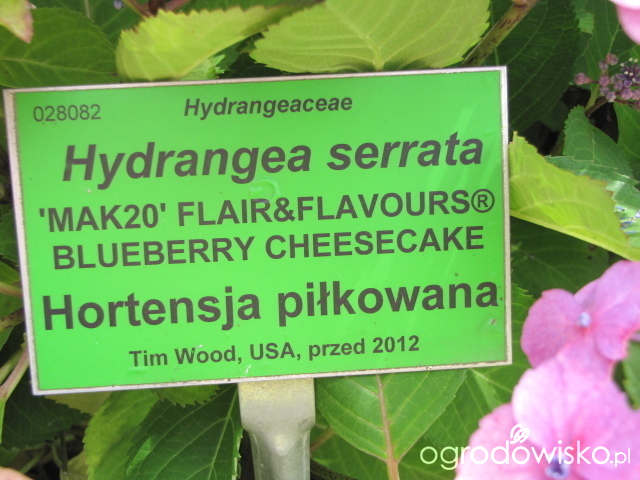 028082 Hydrangeaceae
Hydrangea serrata
'MAK20' FLAIR&FLAVOURS®
BLUEBERRY CHEESECAKE
Hortensja piłkowana
Tim Wood, USA, przed 2012
ogrodowisko.pl